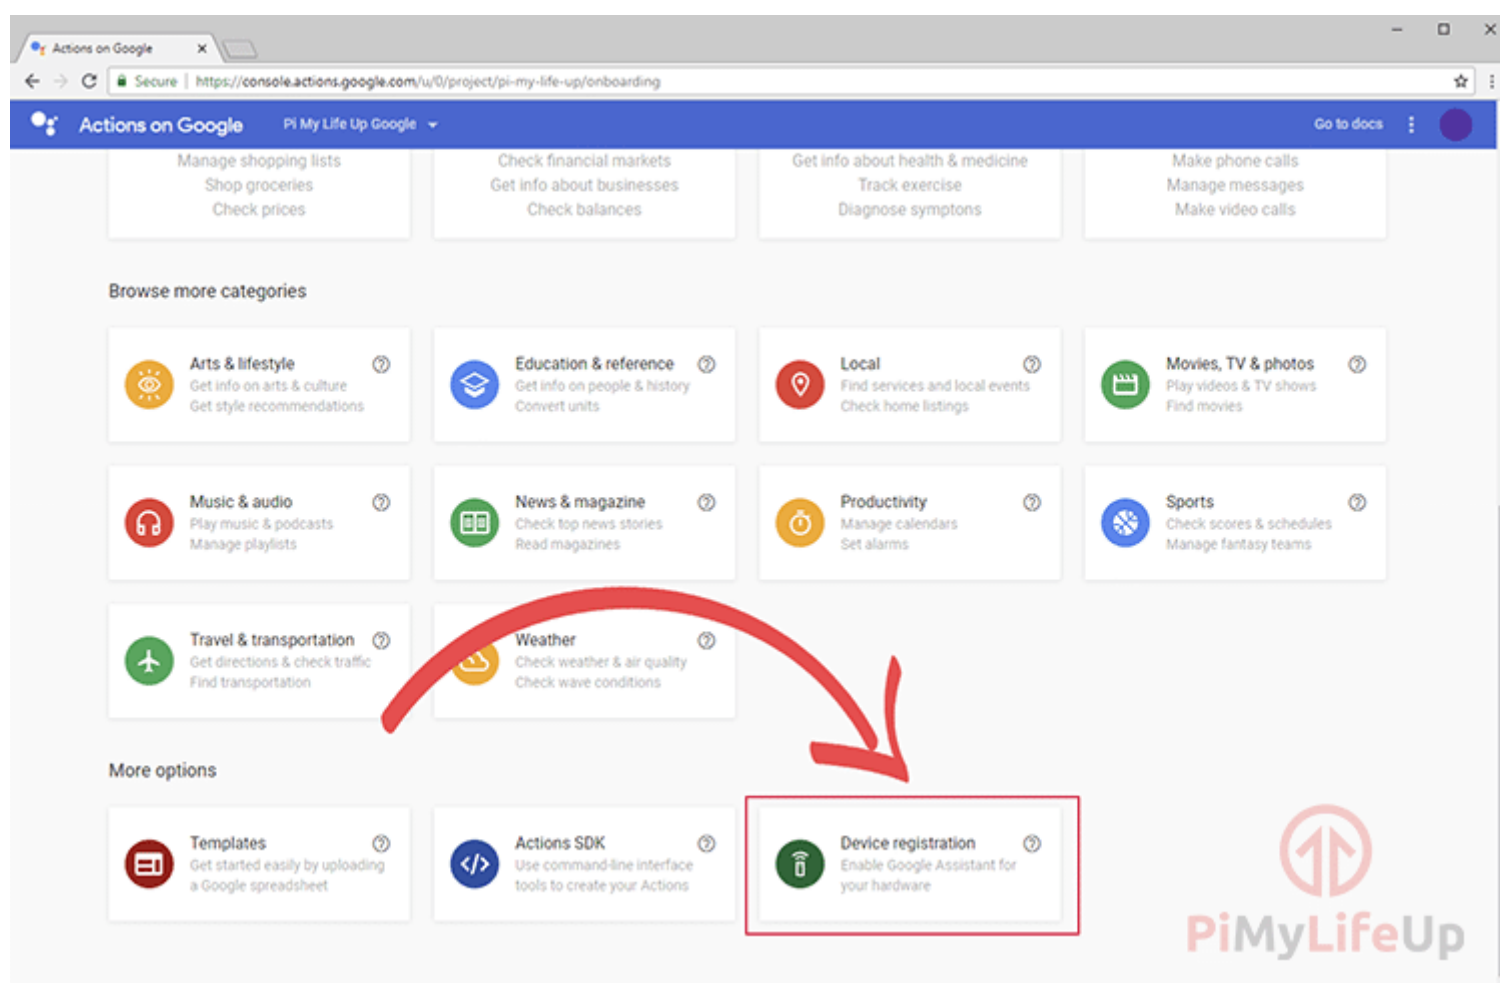 Actions on Google
Secure | https://console.actions.google.com/u/0/project/pi-my-life-up/onboarding
Actions on Google
Pi My Life Up Google
Go to docs
Manage shopping lists
Shop groceries
Check prices
Check financial markets
Get info about businesses
Check balances
Get info about health & medicine
Track exercise
Diagnose symptons
Make phone calls
Manage messages
Make video calls
Browse more categories
Arts & lifestyle
Get info on arts & culture
Get style recommendations
Education & reference
Get info on people & history
Convert units
Local
Find services and local events
Check home listings
Movies, TV & photos
Play videos & TV shows
Find movies
Music & audio
Play music & podcasts
Manage playlists
News & magazine
Check top news stories
Read magazines
Productivity
Manage calendars
Set alarms
Sports
Check scores & schedules
Manage fantasy teams
Travel & transportation
Get directions & check traffic
Find transportation
Weather
Check weather & air quality
Check wave conditions
More options
Templates
Get started easily by uploading
a Google spreadsheet
Actions SDK
Use command-line interface
tools to create your Actions
Device registration
Enable Google Assistant for
your hardware
PiMyLifeUp